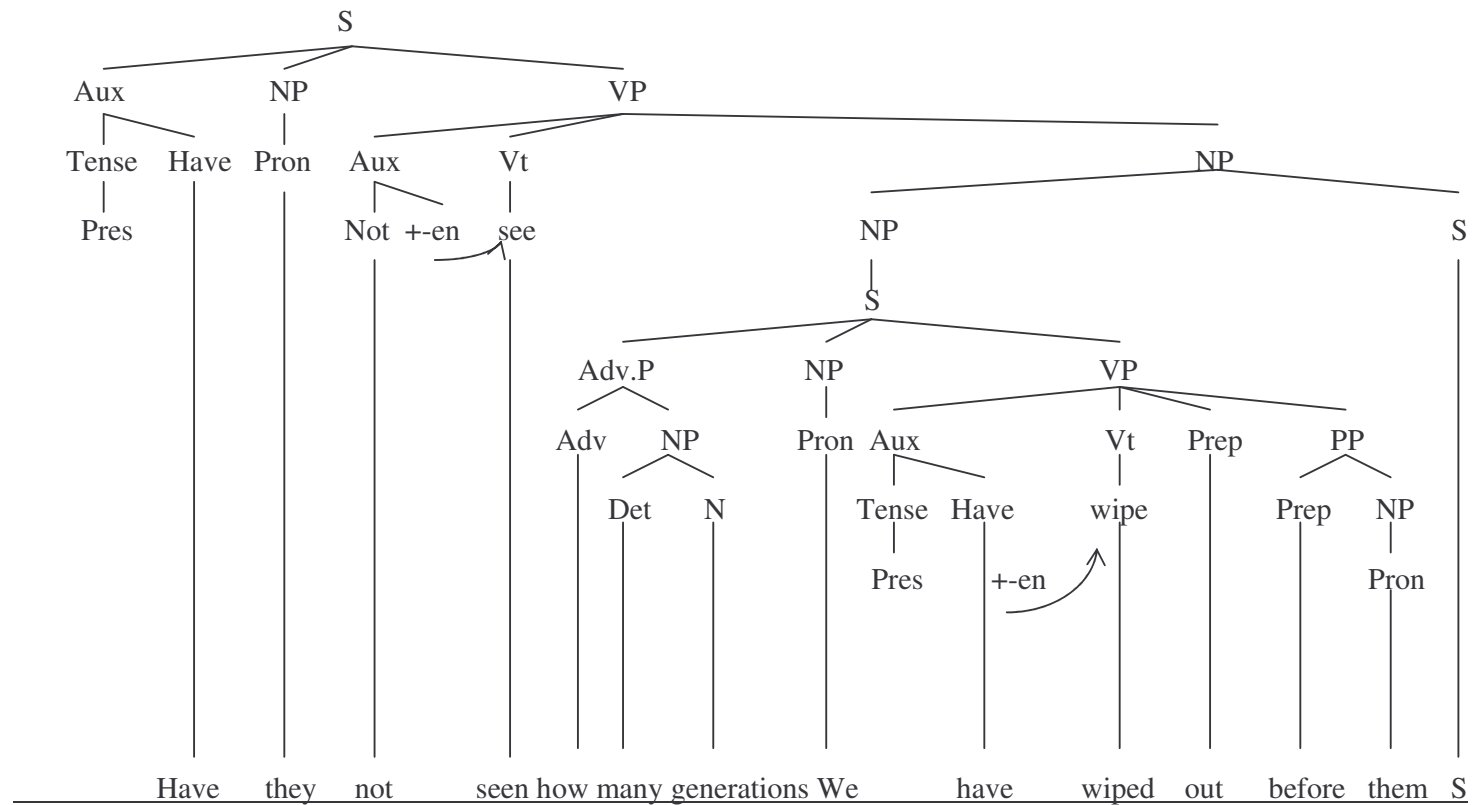 S
Aux NP VP
Tense Have Pron Aux Vt NP
Pres Not +-en see NP S
S
Adv.P NP VP
Adv NP Pron Aux Vt Prep PP
Det N Tense Have wipe Prep NP
Pres +-en Pron
Have they not seen how many generations We have wiped out before them S